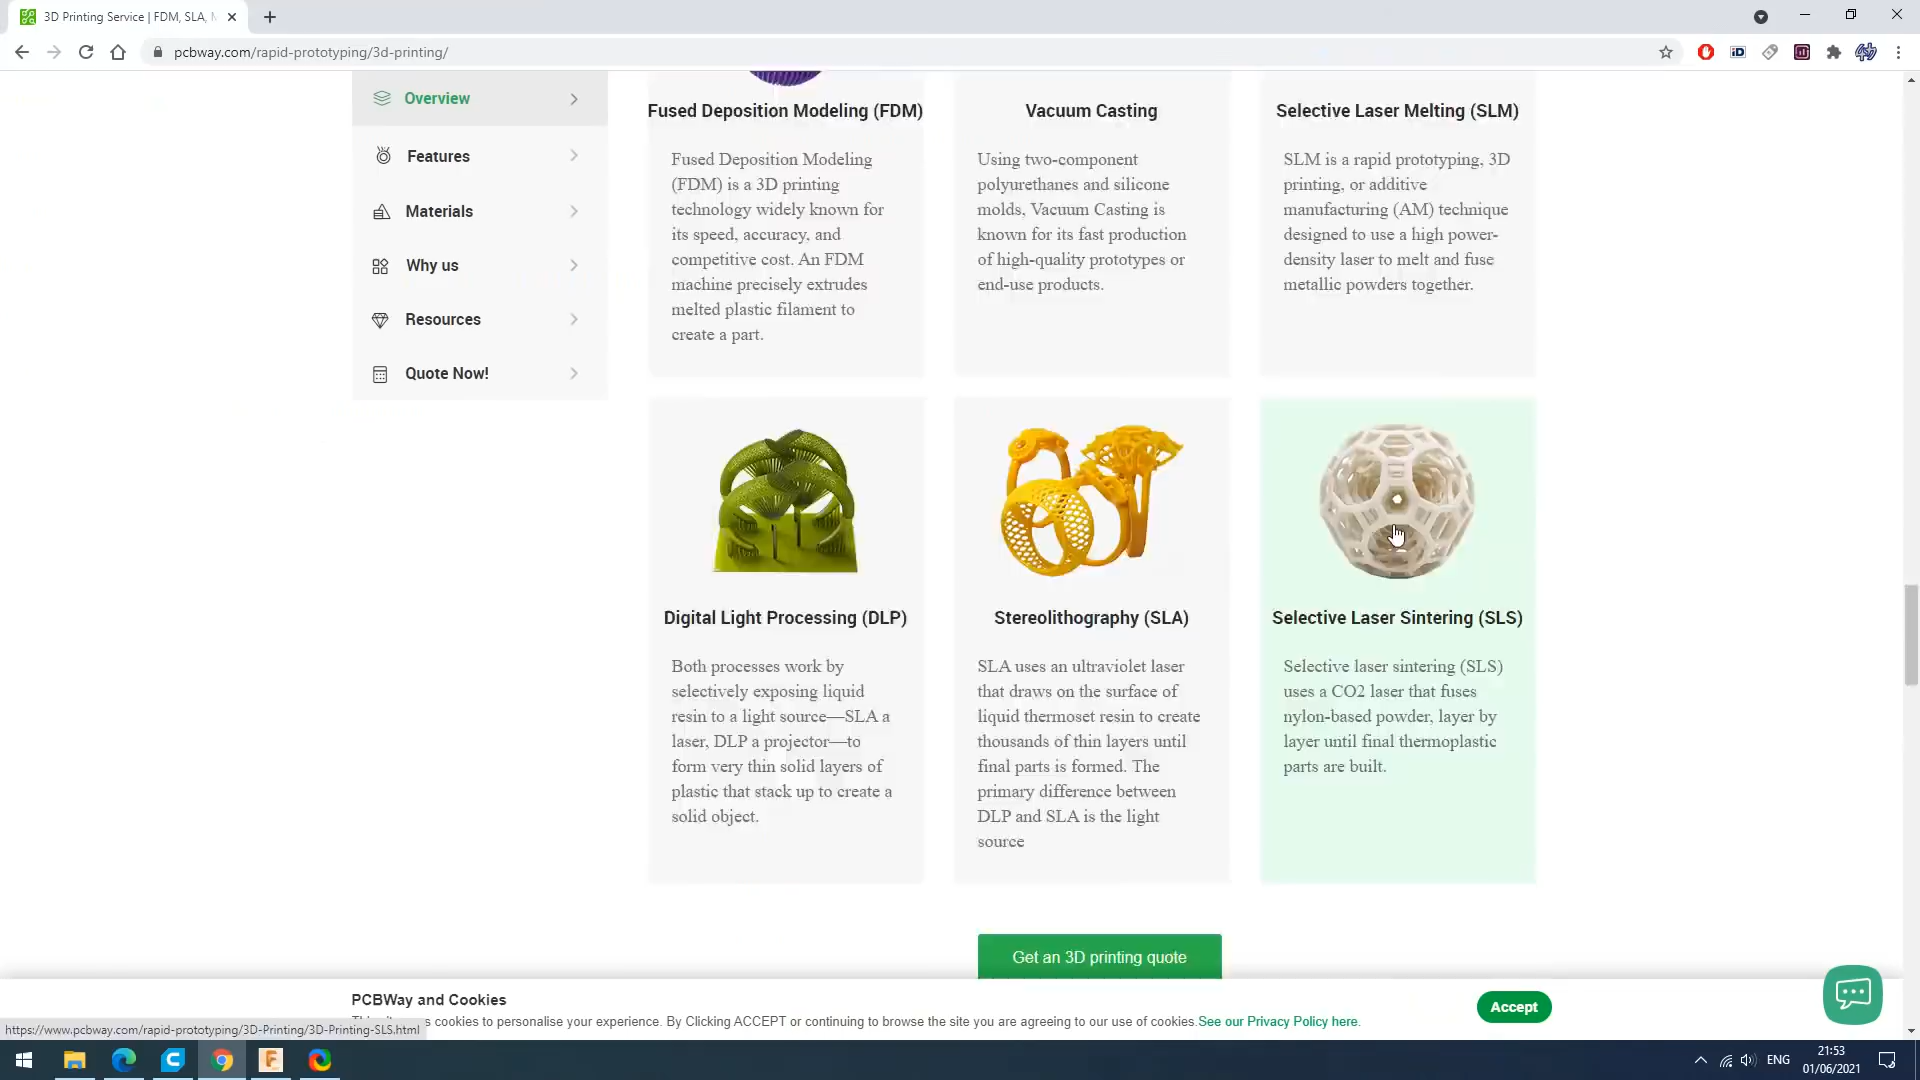 3D Printing Service | FDM, SLA,
pcbway.com/rapid-prototyping/3d-printing/
Overview
Features
Materials
Why us
Resources
Quote Now!
Fused Deposition Modeling (FDM)
Fused Deposition Modeling
(FDM) is a 3D printing
technology widely known for
its speed, accuracy, and
competitive cost. An FDM
machine precisely extrudes
melted plastic filament to
create a part.
Vacuum Casting
Using two-component
polyurethanes and silicone
molds, Vacuum Casting is
known for its fast production
of high-quality prototypes or
end-use products.
Selective Laser Melting (SLM)
SLM is a rapid prototyping, 3D
printing, or additive
manufacturing (AM) technique
designed to use a high power-
density laser to melt and fuse
metallic powders together.
Digital Light Processing (DLP)
Both processes work by
selectively exposing liquid
resin to a light source—SLA a
laser, DLP a projector—to
form very thin solid layers of
plastic that stack up to create a
solid object.
Stereolithography (SLA)
SLA uses an ultraviolet laser
that draws on the surface of
liquid thermoset resin to create
thousands of thin layers until
final parts is formed. The
primary difference between
DLP and SLA is the light
source
Selective Laser Sintering (SLS)
Selective laser sintering (SLS)
uses a CO2 laser that fuses
nylon-based powder, layer by
layer until final thermoplastic
parts are built.
Get an 3D printing quote
PCBWay and Cookies
cookies to personalise your experience. By Clicking ACCEPT or continuing to browse the site you are agreeing to our use of cookies.See our Privacy Policy here.
Accept
https://www.pcbway.com/rapid-prototyping/3D-Printing/3D-Printing-SLS.html
ENG
21:53
01/06/2021